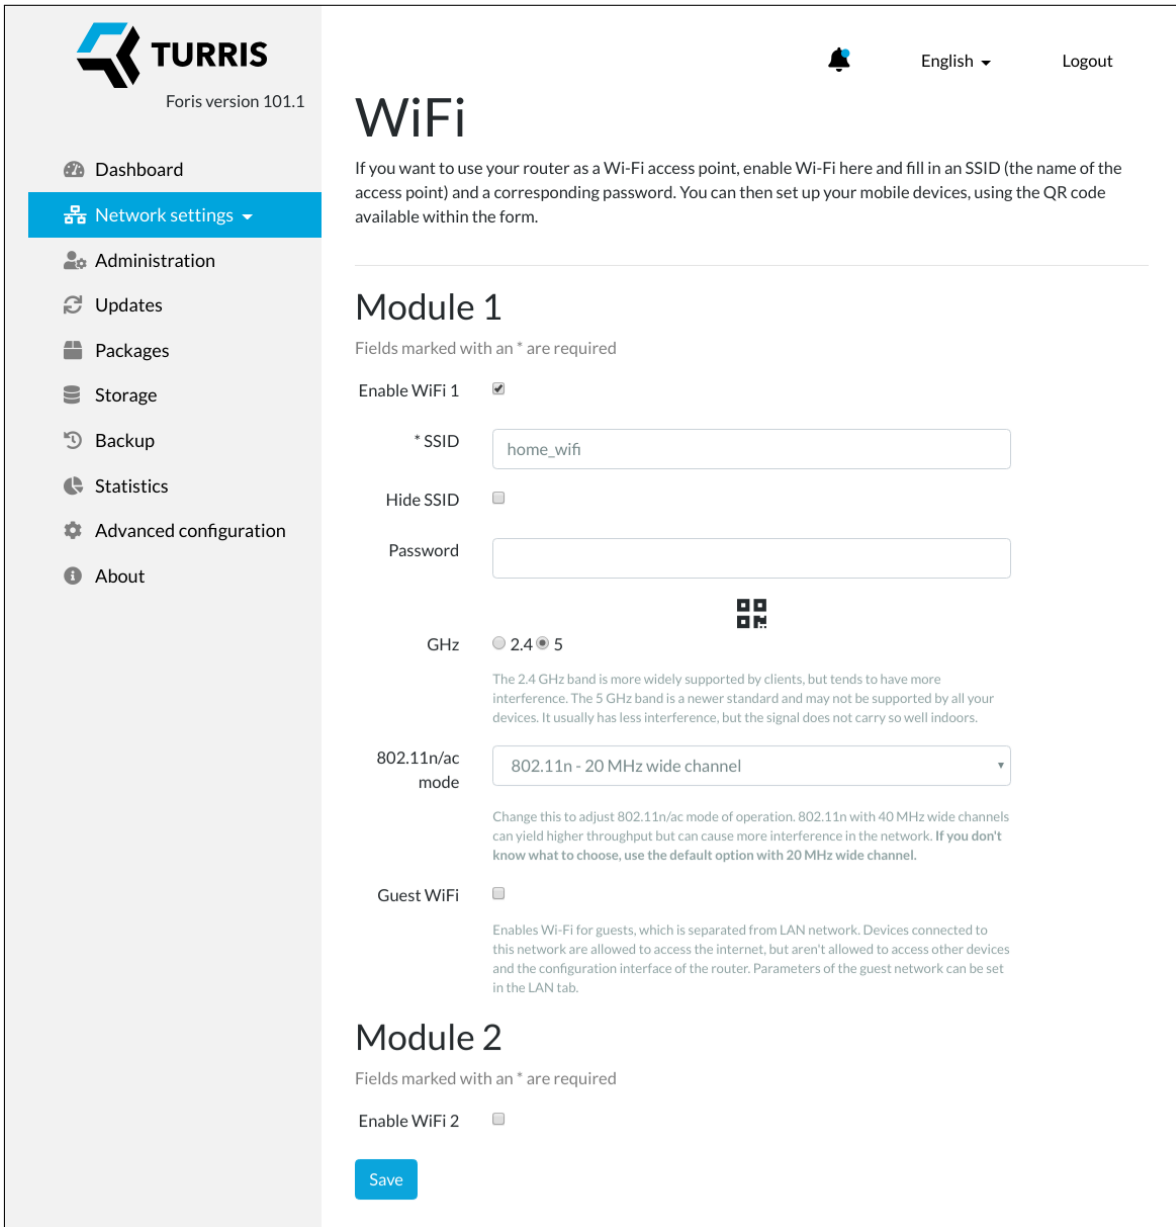 TURRIS
Foris version 101.1
Dashboard
Network settings
Administration
Updates
Packages
Storage
Backup
Statistics
Advanced configuration
About
English
Logout
WiFi
If you want to use your router as a Wi-Fi access point, enable Wi-Fi here and fill in an SSID (the name of the
access point) and a corresponding password. You can then set up your mobile devices, using the QR code
available within the form.
Module 1
Fields marked with an * are required
Enable WiFi 1
* SSID
home_wifi
Hide SSID
Password
GHz
2.4 5
The 2.4 GHz band is more widely supported by clients, but tends to have more
interference. The 5 GHz band is a newer standard and may not be supported by all your
devices. It usually has less interference, but the signal does not carry so well indoors.
802.11n/ac
mode
802.11n - 20 MHz wide channel
Change this to adjust 802.11n/ac mode of operation. 802.11n with 40 MHz wide channels
can yield higher throughput but can cause more interference in the network. If you don't
know what to choose, use the default option with 20 MHz wide channel.
Guest WiFi
Enables Wi-Fi for guests, which is separated from LAN network. Devices connected to
this network are allowed to access the internet, but aren't allowed to access other devices
and the configuration interface of the router. Parameters of the guest network can be set
in the LAN tab.
Module 2
Fields marked with an * are required
Enable WiFi 2
Save